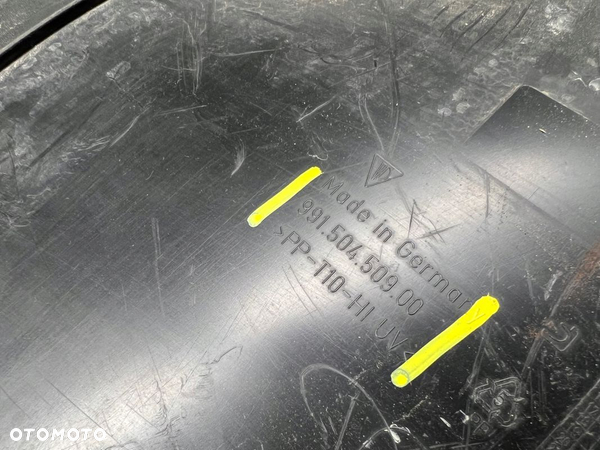 Made in Germany
991.504.509.00
>PP-T10-HI UV<
OTOMOTO